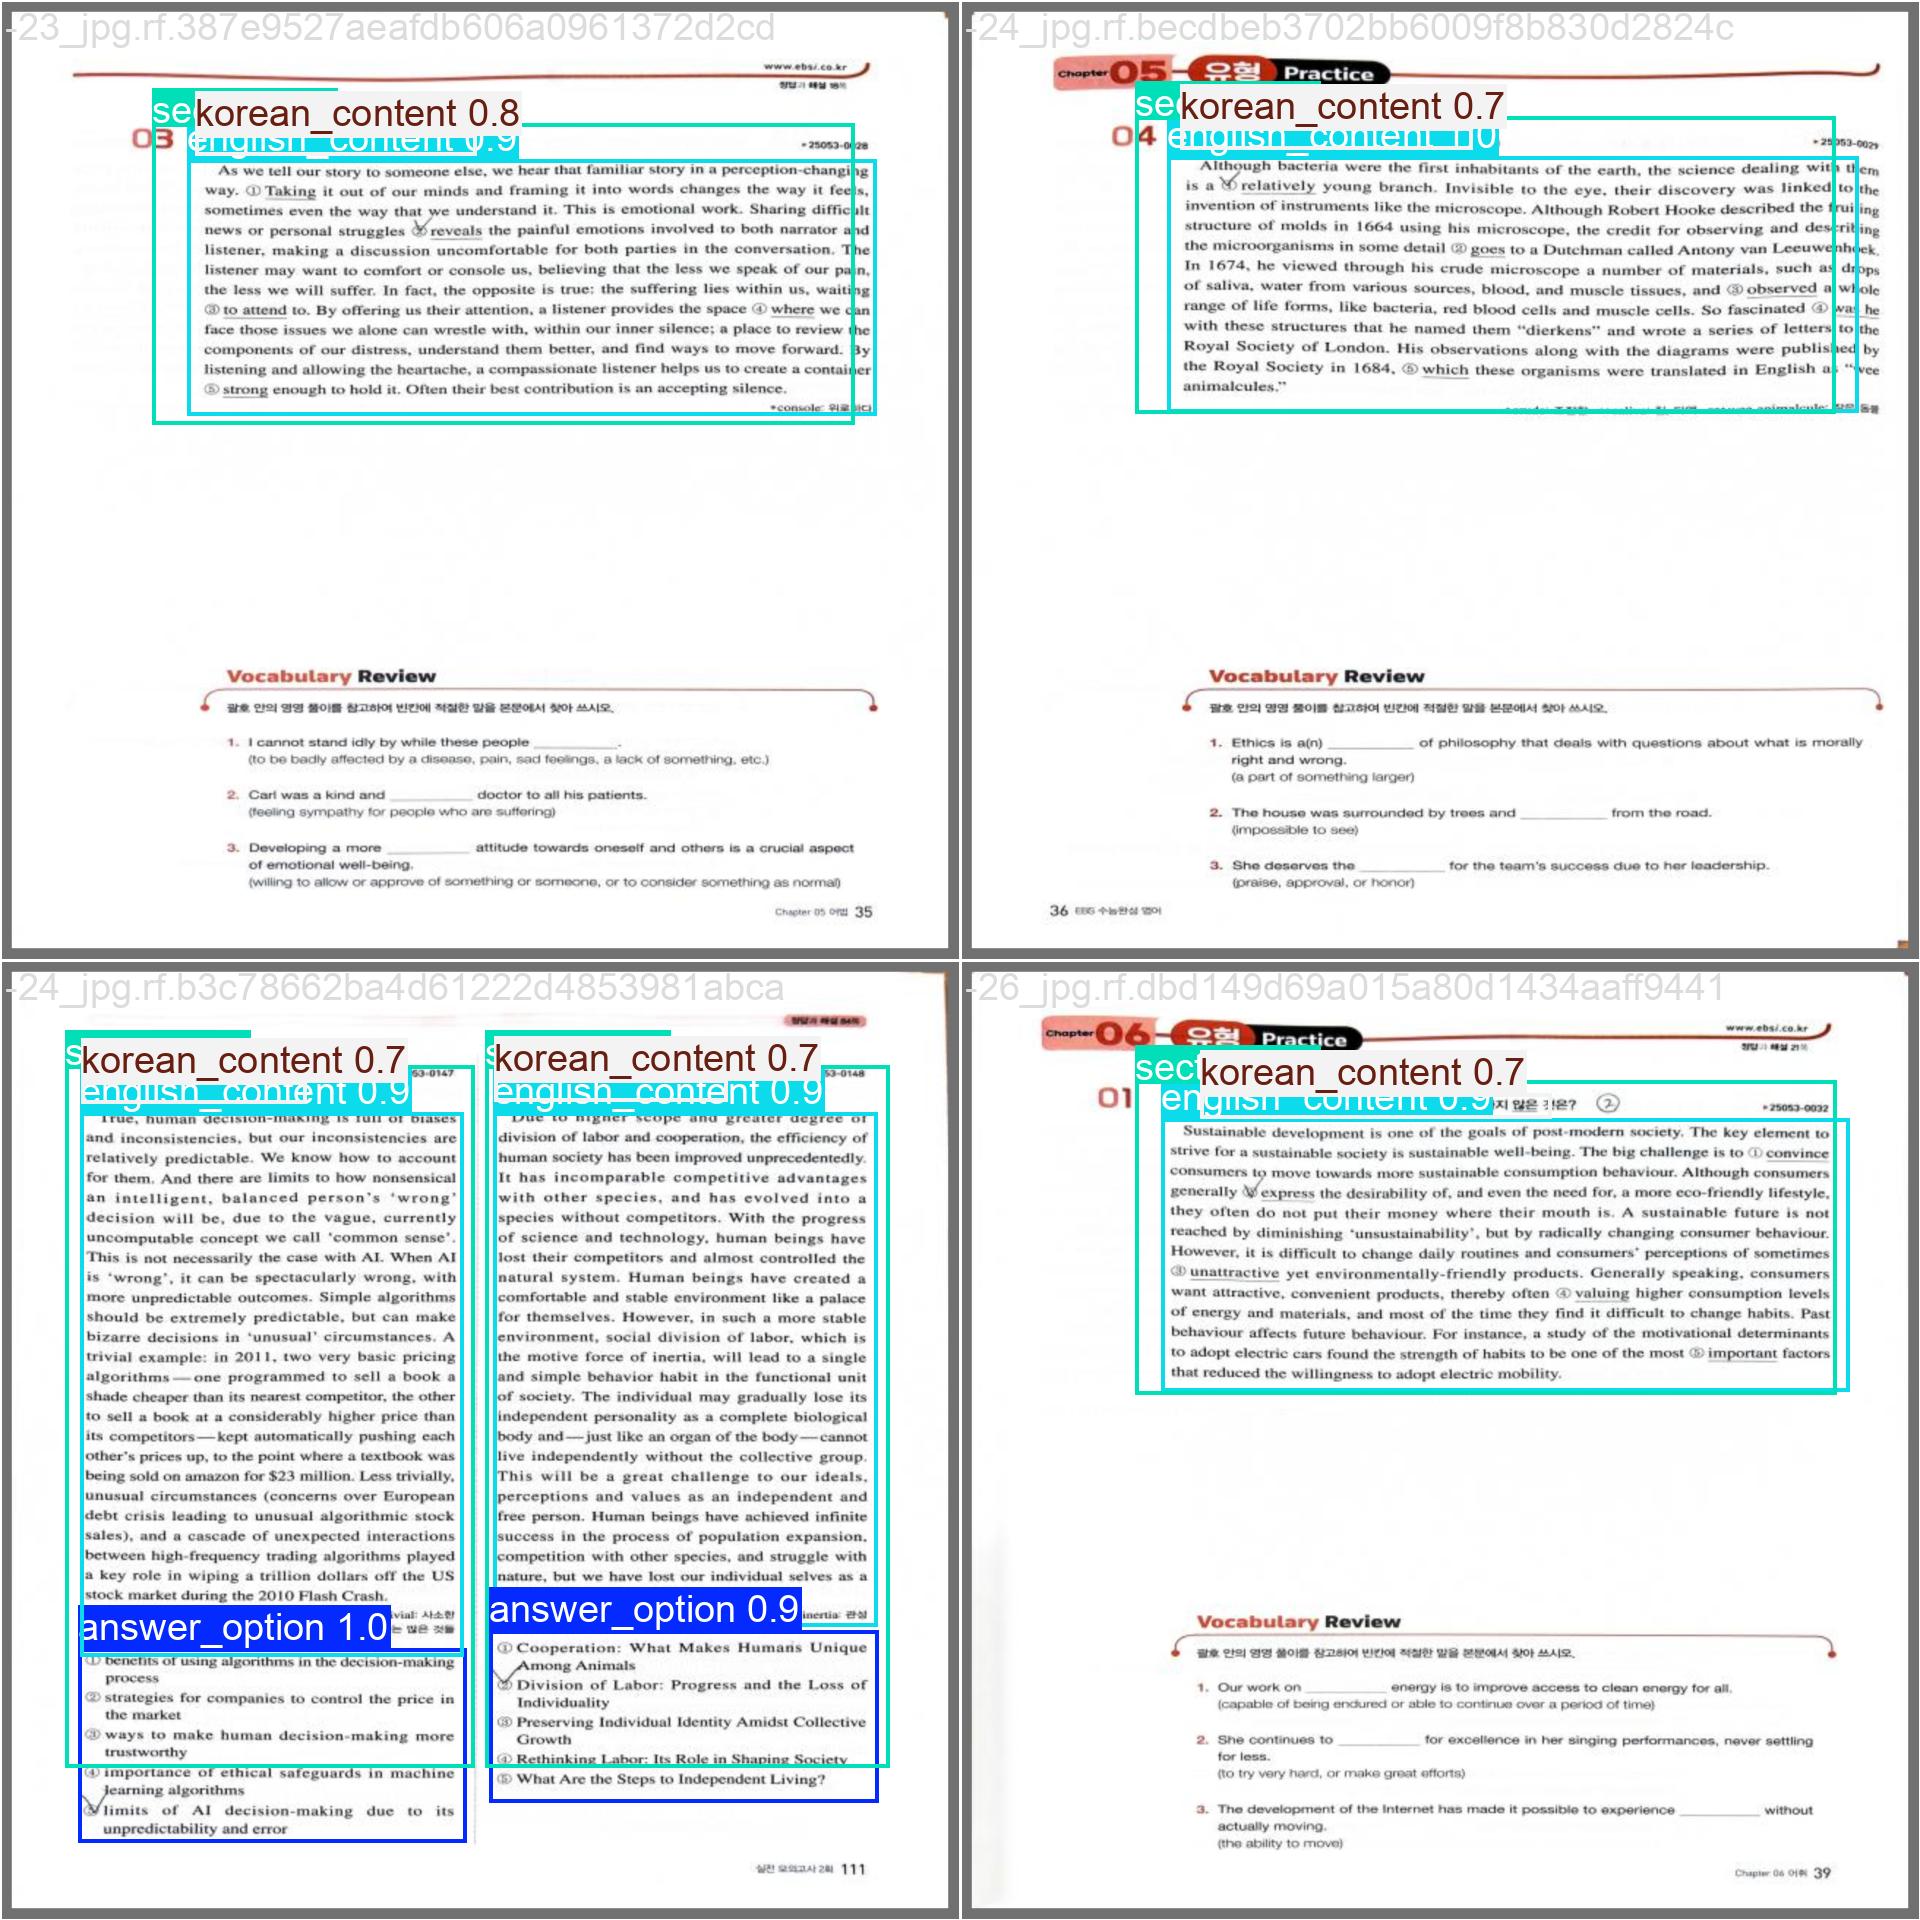 -23_jpg.rf.387e9527aeafdb606a0961372d2cd
www.ebsi.co.kr
정답과 해설 18쪽
korean_content 0.8
english_content 0.9
03
25053-0028
As we tell our story to someone else, we hear that familiar story in a perception-changing
way. ① Taking it out of our minds and framing it into words changes the way it feels,
sometimes even the way that we understand it. This is emotional work. Sharing difficult
news or personal struggles ② reveals the painful emotions involved to both narrator and
listener, making a discussion uncomfortable for both parties in the conversation. The
listener may want to comfort or console us, believing that the less we speak of our pain,
the less we will suffer. In fact, the opposite is true: the suffering lies within us, waiting
③ to attend to. By offering us their attention, a listener provides the space ④ where we can
face those issues we alone can wrestle with, within our inner silence; a place to review the
components of our distress, understand them better, and find ways to move forward. By
listening and allowing the heartache, a compassionate listener helps us to create a container
⑤ strong enough to hold it. Often their best contribution is an accepting silence.
*console: 위로하다
Vocabulary Review
괄호 안의 영영 풀이를 참고하여 빈칸에 적절한 말을 본문에서 찾아 쓰시오.
1. I cannot stand idly by while these people ________.
(to be badly affected by a disease, pain, sad feelings, a lack of something, etc.)
2. Carl was a kind and ________ doctor to all his patients.
(feeling sympathy for people who are suffering)
3. Developing a more ________ attitude towards oneself and others is a crucial aspect
of emotional well-being.
(willing to allow or approve of something or someone, or to consider something as normal)
Chapter 05 어법 35
-24_jpg.rf.becdbeb3702bb6009f8b830d2824c
Chapter 05 유형 Practice
korean_content 0.7
english_content 1.0
04
25053-0029
Although bacteria were the first inhabitants of the earth, the science dealing with them
is a ① relatively young branch. Invisible to the eye, their discovery was linked to the
invention of instruments like the microscope. Although Robert Hooke described the fruiting
structure of molds in 1664 using his microscope, the credit for observing and describing
the microorganisms in some detail ② goes to a Dutchman called Antony van Leeuwenhoek.
In 1674, he viewed through his crude microscope a number of materials, such as drops
of saliva, water from various sources, blood, and muscle tissues, and ③ observed a whole
range of life forms, like bacteria, red blood cells and muscle cells. So fascinated ④ was he
with these structures that he named them "dierkens" and wrote a series of letters to the
Royal Society of London. His observations along with the diagrams were published by
the Royal Society in 1684, ⑤ which these organisms were translated in English as "wee
animalcules."
Vocabulary Review
괄호 안의 영영 풀이를 참고하여 빈칸에 적절한 말을 본문에서 찾아 쓰시오.
1. Ethics is a(n) ________ of philosophy that deals with questions about what is morally
right and wrong.
(a part of something larger)
2. The house was surrounded by trees and ________ from the road.
(impossible to see)
3. She deserves the ________ for the team's success due to her leadership.
(praise, approval, or honor)
36 EBS 수능완성 영어
-24_jpg.rf.b3c78662ba4d61222d4853981abca
정답과 해설 84쪽
korean_content 0.7
53-0147
english_content 0.9
True, human decision-making is full of biases
and inconsistencies, but our inconsistencies are
relatively predictable. We know how to account
for them. And there are limits to how nonsensical
an intelligent, balanced person's 'wrong'
decision will be, due to the vague, currently
uncomputable concept we call 'common sense'.
This is not necessarily the case with AI. When AI
is 'wrong', it can be spectacularly wrong, with
more unpredictable outcomes. Simple algorithms
should be extremely predictable, but can make
bizarre decisions in 'unusual' circumstances. A
trivial example: in 2011, two very basic pricing
algorithms—one programmed to sell a book a
shade cheaper than its nearest competitor, the other
to sell a book at a considerably higher price than
its competitors—kept automatically pushing each
other's prices up, to the point where a textbook was
being sold on amazon for $23 million. Less trivially,
unusual circumstances (concerns over European
debt crisis leading to unusual algorithmic stock
sales), and a cascade of unexpected interactions
between high-frequency trading algorithms played
a key role in wiping a trillion dollars off the US
stock market during the 2010 Flash Crash.
vial: 사소한
는 많은 것들
answer_option 1.0
① benefits of using algorithms in the decision-making
process
② strategies for companies to control the price in
the market
③ ways to make human decision-making more
trustworthy
④ importance of ethical safeguards in machine
learning algorithms
⑤ limits of AI decision-making due to its
unpredictability and error
korean_content 0.7
53-0148
english_content 0.9
Due to higher scope and greater degree of
division of labor and cooperation, the efficiency of
human society has been improved unprecedentedly.
It has incomparable competitive advantages
with other species, and has evolved into a
species without competitors. With the progress
of science and technology, human beings have
lost their competitors and almost controlled the
natural system. Human beings have created a
comfortable and stable environment like a palace
for themselves. However, in such a more stable
environment, social division of labor, which is
the motive force of inertia, will lead to a single
and simple behavior habit in the functional unit
of society. The individual may gradually lose its
independent personality as a complete biological
body and—just like an organ of the body—cannot
live independently without the collective group.
This will be a great challenge to our ideals,
perceptions and values as an independent and
free person. Human beings have achieved infinite
success in the process of population expansion,
competition with other species, and struggle with
nature, but we have lost our individual selves as a
inertia: 관성
answer_option 0.9
① Cooperation: What Makes Humans Unique
Among Animals
② Division of Labor: Progress and the Loss of
Individuality
③ Preserving Individual Identity Amidst Collective
Growth
④ Rethinking Labor: Its Role in Shaping Society
⑤ What Are the Steps to Independent Living?
실전 모의고사 2회 111
-26_jpg.rf.dbd149d69a015a80d1434aaff9441
Chapter 06 유형 Practice
www.ebsi.co.kr
정답과 해설 21쪽
korean_content 0.7
english_content 0.9
01
지 않은 것은? ②
25053-0032
Sustainable development is one of the goals of post-modern society. The key element to
strive for a sustainable society is sustainable well-being. The big challenge is to ① convince
consumers to move towards more sustainable consumption behaviour. Although consumers
generally ② express the desirability of, and even the need for, a more eco-friendly lifestyle,
they often do not put their money where their mouth is. A sustainable future is not
reached by diminishing 'unsustainability', but by radically changing consumer behaviour.
However, it is difficult to change daily routines and consumers' perceptions of sometimes
③ unattractive yet environmentally-friendly products. Generally speaking, consumers
want attractive, convenient products, thereby often ④ valuing higher consumption levels
of energy and materials, and most of the time they find it difficult to change habits. Past
behaviour affects future behaviour. For instance, a study of the motivational determinants
to adopt electric cars found the strength of habits to be one of the most ⑤ important factors
that reduced the willingness to adopt electric mobility.
Vocabulary Review
괄호 안의 영영 풀이를 참고하여 빈칸에 적절한 말을 본문에서 찾아 쓰시오.
1. Our work on ________ energy is to improve access to clean energy for all.
(capable of being endured or able to continue over a period of time)
2. She continues to ________ for excellence in her singing performances, never settling
for less.
(to try very hard, or make great efforts)
3. The development of the Internet has made it possible to experience ________ without
actually moving.
(the ability to move)
Chapter 06 어휘 39